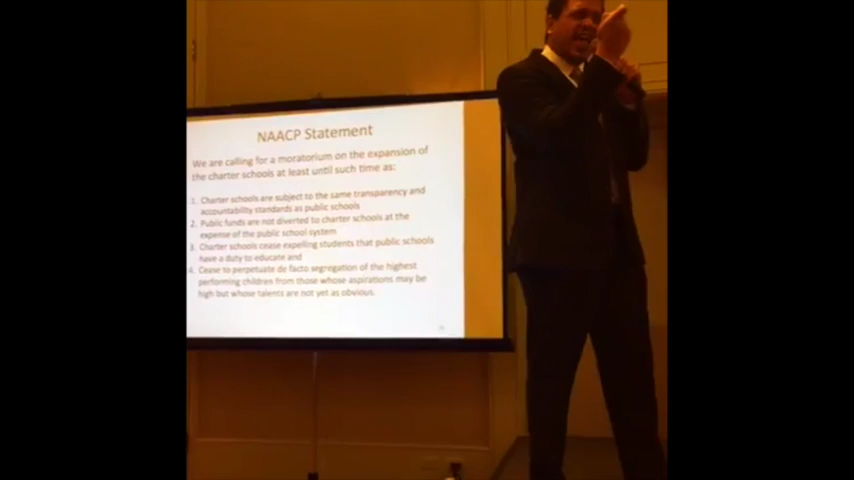 NAACP Statement
We are calling for a moratorium on the expansion of
the charter schools at least until such time as:
1. Charter schools are subject to the same transparency and
accountability standards as public schools
2. Public funds are not diverted to charter schools at the
expense of the public school system
3. Charter schools cease expelling students that public schools
have a duty to educate and
4. Cease to perpetuate de facto segregation of the highest
performing children from those whose aspirations may be
high but whose talents are not yet as obvious.